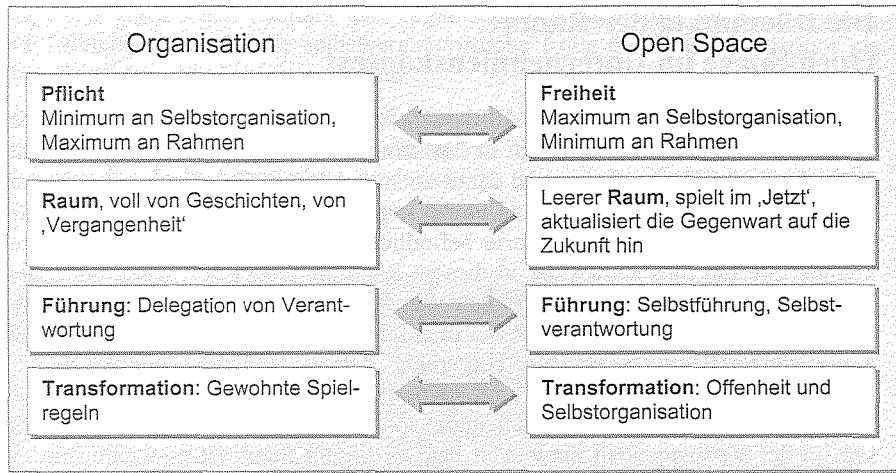 Organisation
Open Space
Pflicht
Minimum an Selbstorganisation,
Maximum an Rahmen
Freiheit
Maximum an Selbstorganisation,
Minimum an Rahmen
Raum, voll von Geschichten, von
‚Vergangenheit‘
Leerer Raum, spielt im ‚Jetzt‘,
aktualisiert die Gegenwart auf die
Zukunft hin
Führung: Delegation von Verant-
wortung
Führung: Selbstführung, Selbst-
verantwortung
Transformation: Gewohnte Spiel-
regeln
Transformation: Offenheit und
Selbstorganisation